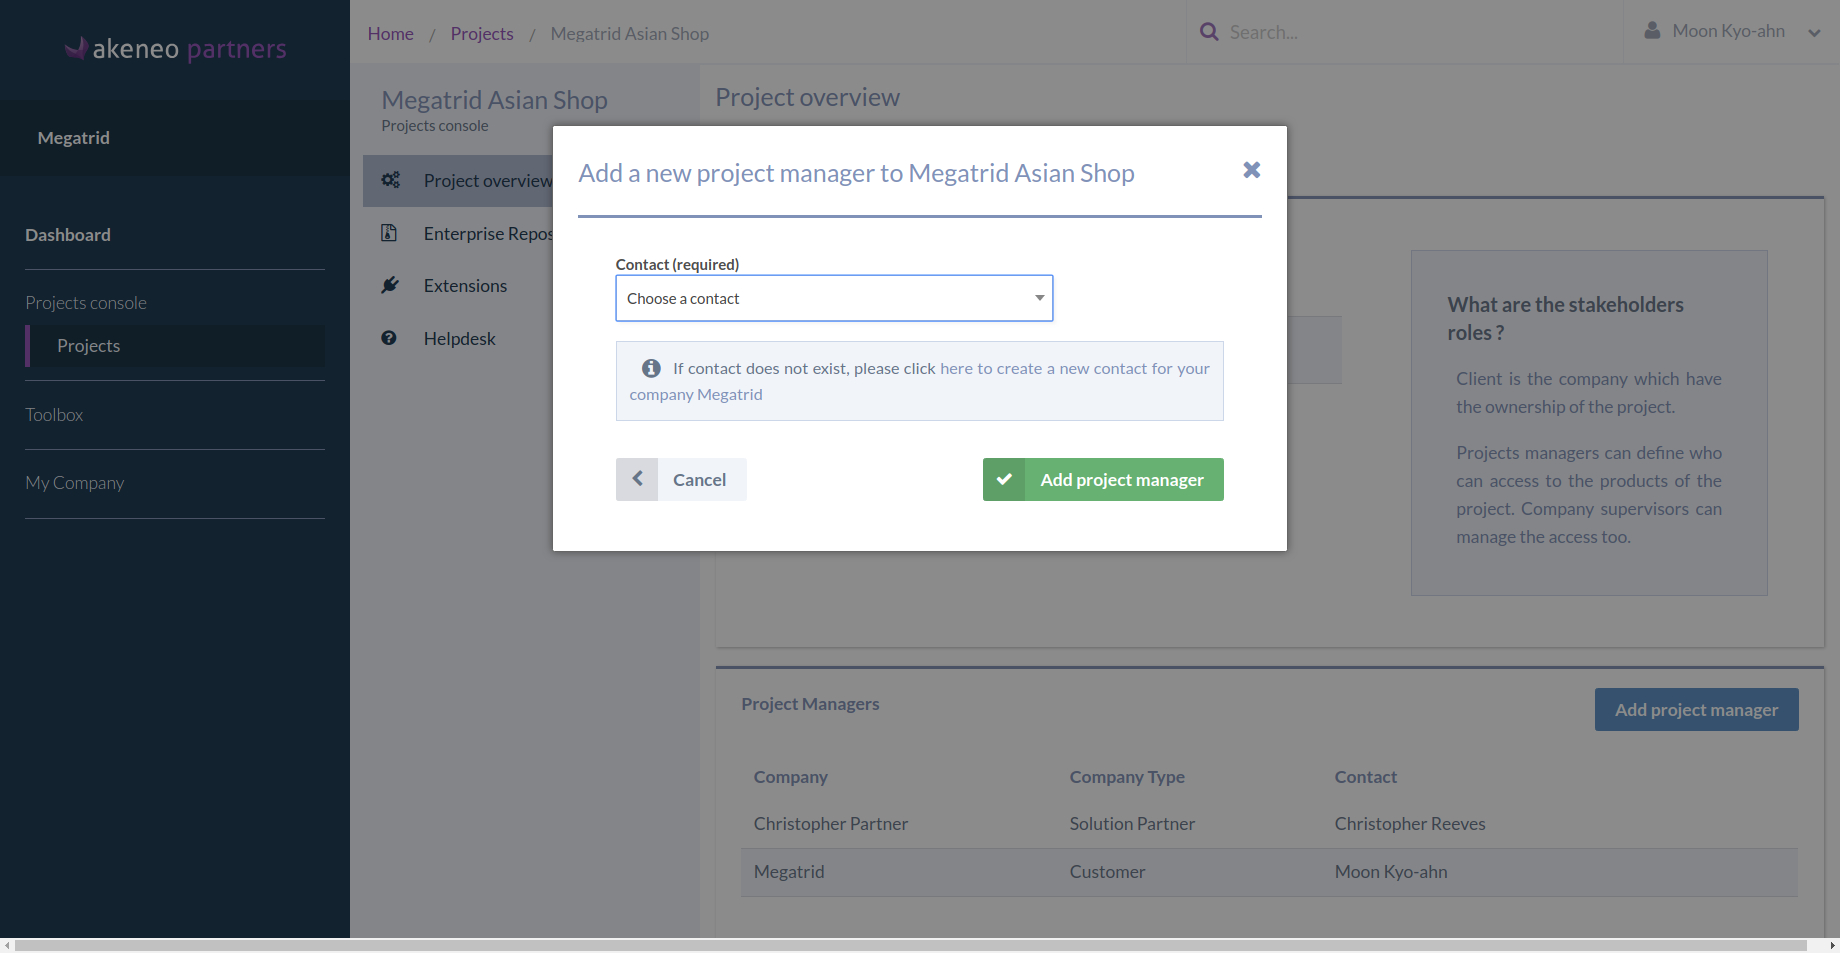 akeneo partners
Megatrid
Dashboard
Projects console
Projects
Toolbox
My Company
Home / Projects / Megatrid Asian Shop
Search...
Moon Kyo-ahn
Megatrid Asian Shop
Projects console
Project overview
Enterprise Repos
Extensions
Helpdesk
Project overview
Add a new project manager to Megatrid Asian Shop
Contact (required)
Choose a contact
If contact does not exist, please click here to create a new contact for your
company Megatrid
Cancel
Add project manager
What are the stakeholders
roles ?
Client is the company which have
the ownership of the project.
Projects managers can define who
can access to the products of the
project. Company supervisors can
manage the access too.
Project Managers
Add project manager
Company Company Type Contact
Christopher Partner Solution Partner Christopher Reeves
Megatrid Customer Moon Kyo-ahn